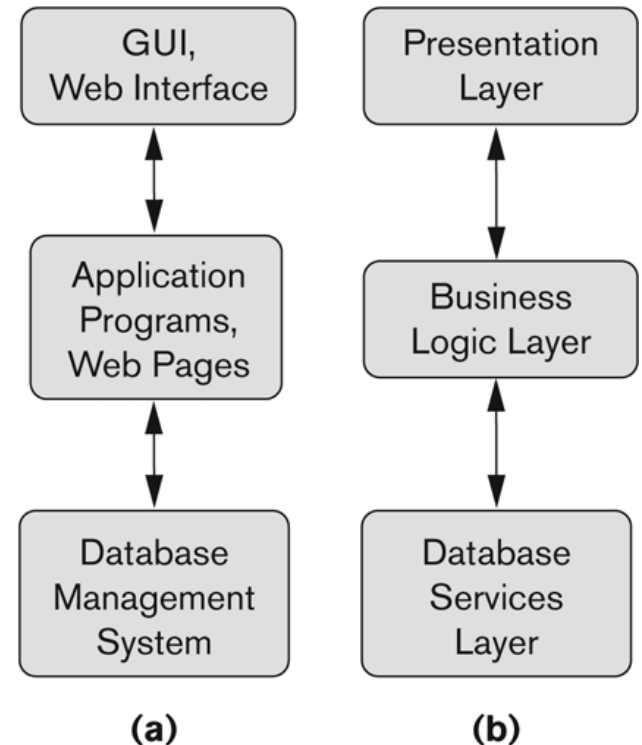 GUI,
Web Interface
Application
Programs,
Web Pages
Database
Management
System
(a)
Presentation
Layer
Business
Logic Layer
Database
Services
Layer
(b)